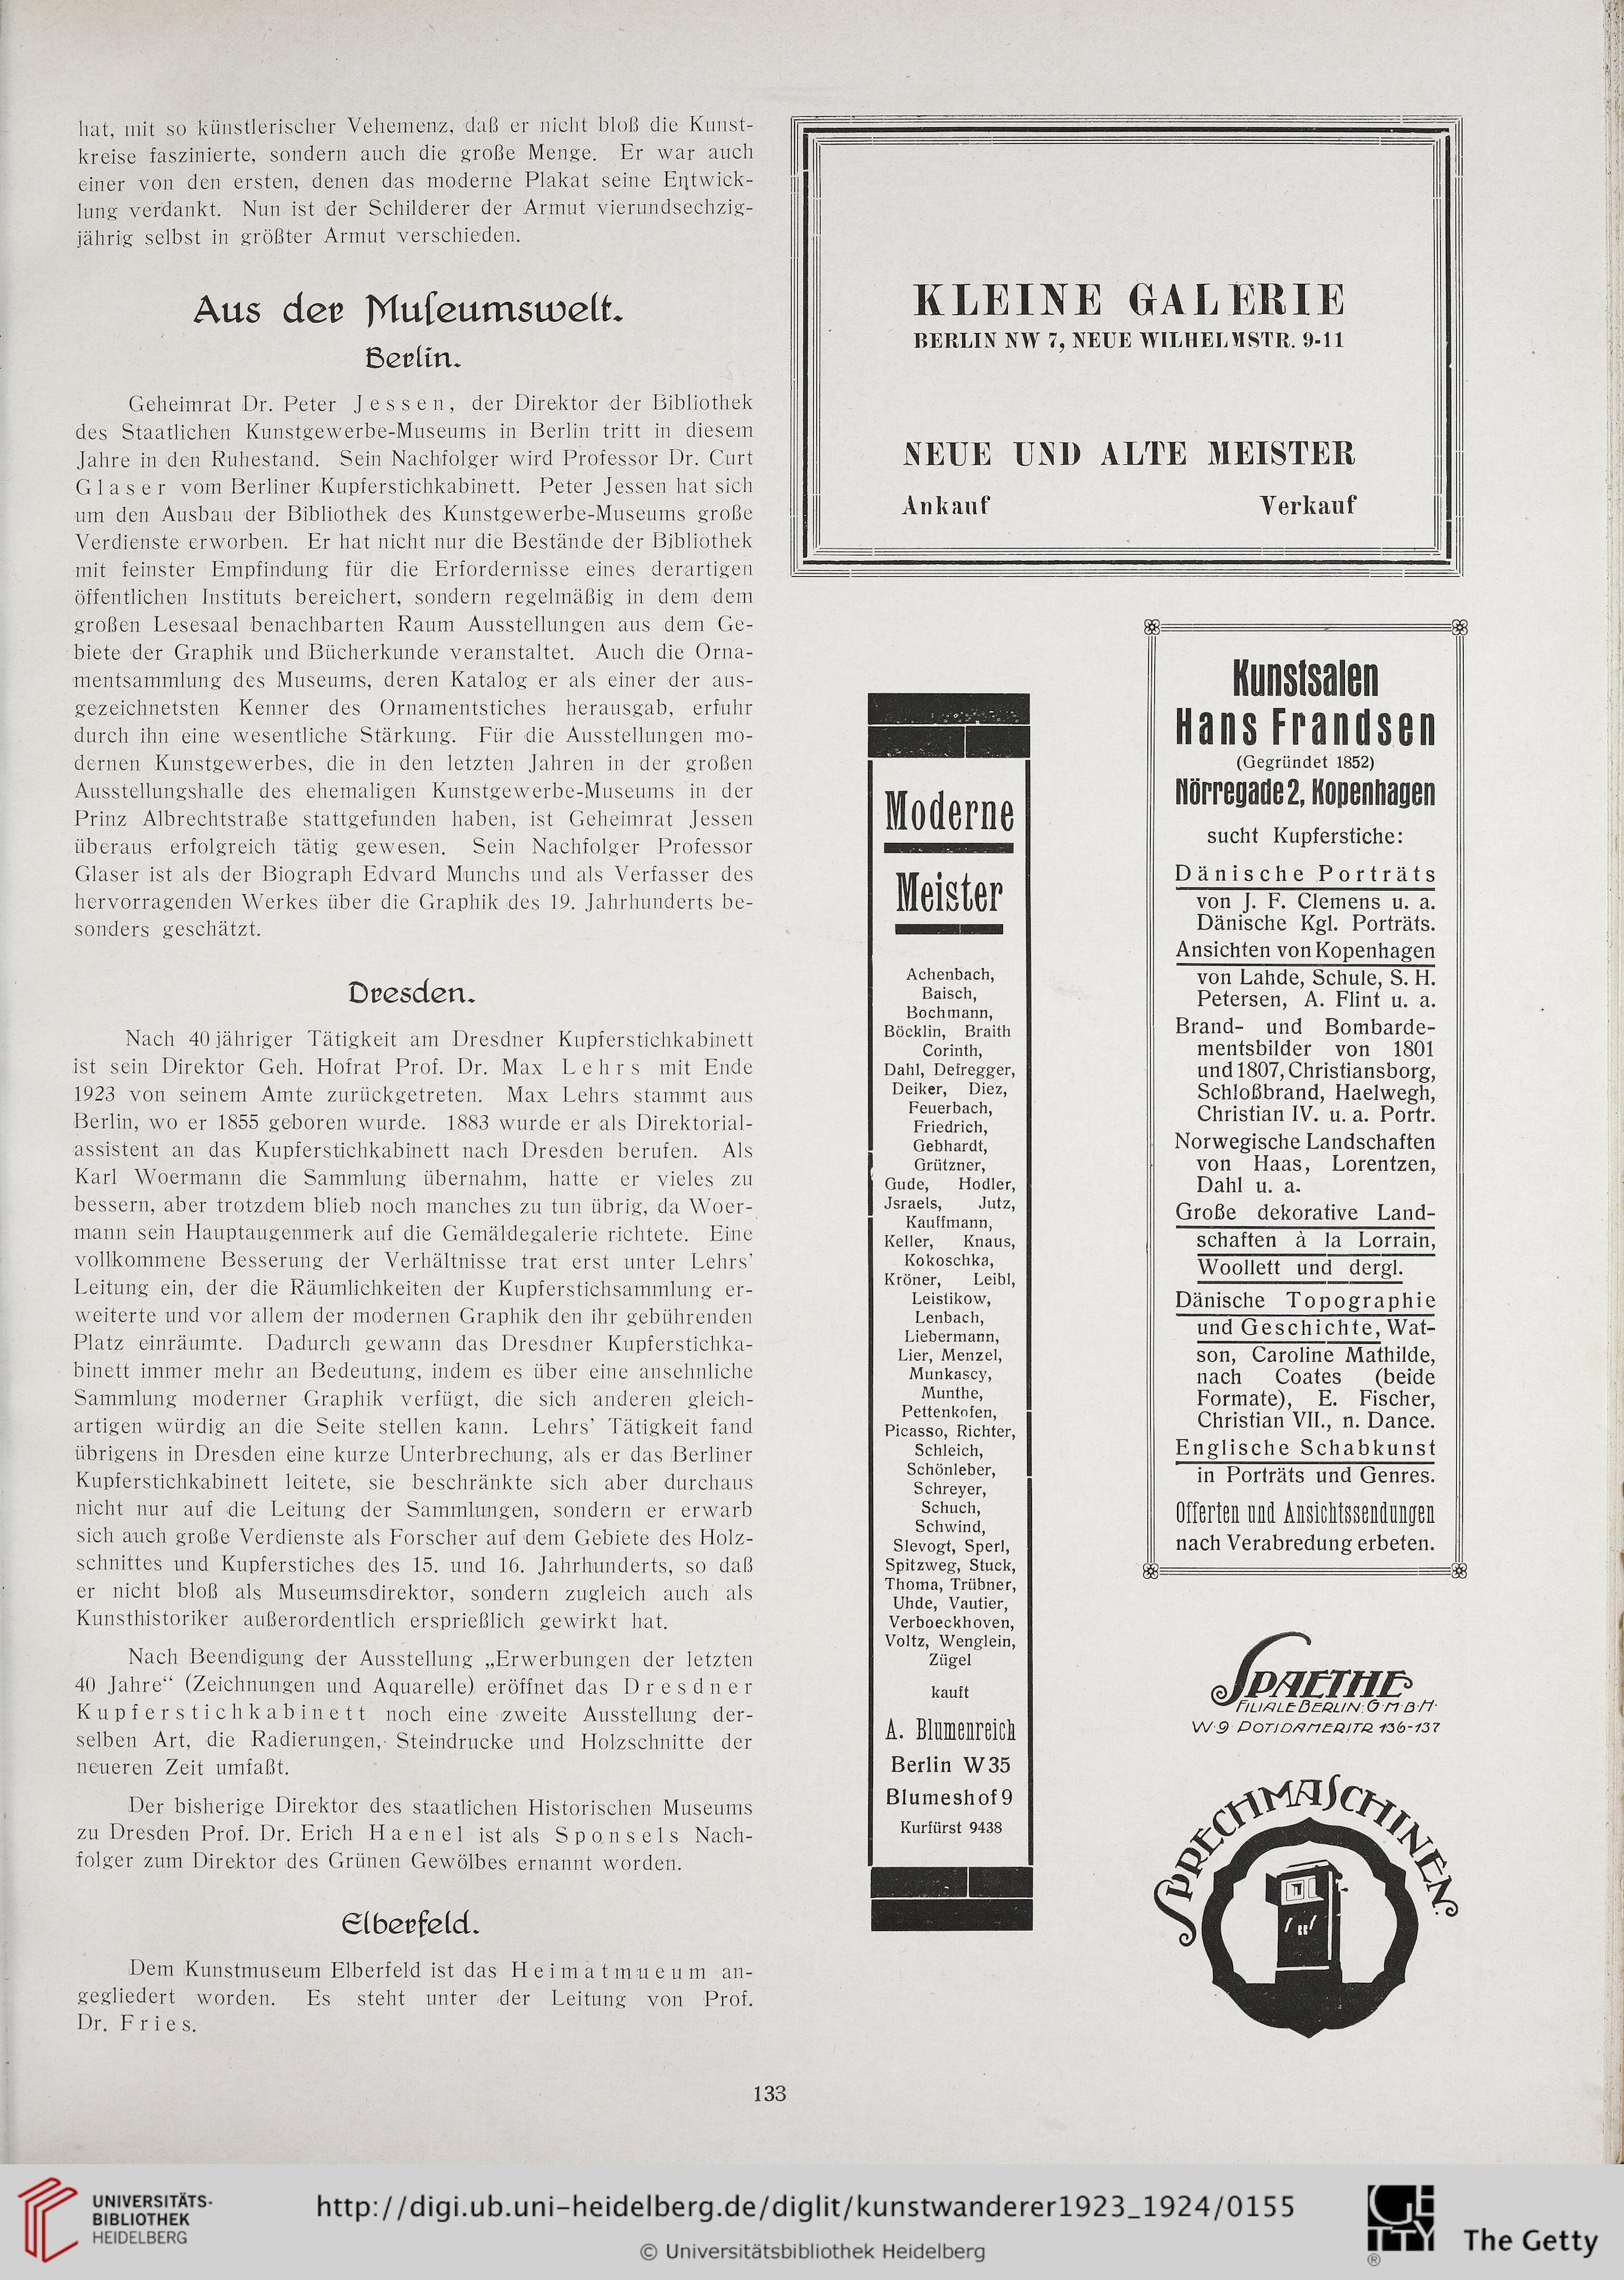 hat, mit so künstlerischer Vehemenz, daß er nicht bloß die Kunst-
kreise faszinierte, sondern auch die große Menge. Er war auch
einer von den ersten, denen das moderne Plakat seine Entwick-
lung verdankt. Nun ist der Schilderer der Armut vierundsechzig-
jährig selbst in größter Armut verschieden.
Aus der Museumswelt.
Berlin.
Geheimrat Dr. Peter Jessen, der Direktor der Bibliothek
des Staatlichen Kunstgewerbe-Museums in Berlin tritt in diesem
Jahre in den Ruhestand. Sein Nachfolger wird Professor Dr. Curt
Glaser vom Berliner Kupferstichkabinett. Peter Jessen hat sich
um den Ausbau der Bibliothek des Kunstgewerbe-Museums große
Verdienste erworben. Er hat nicht nur die Bestände der Bibliothek
mit feinster Empfindung für die Erfordernisse eines derartigen
öffentlichen Instituts bereichert, sondern regelmäßig in dem dem
großen Lesesaal benachbarten Raum Ausstellungen aus dem Ge-
biete der Graphik und Bücherkunde veranstaltet. Auch die Orna-
mentsammlung des Museums, deren Katalog er als einer der aus-
gezeichnetsten Kenner des Ornamentstiches herausgab, erfuhr
durch ihn eine wesentliche Stärkung. Für die Ausstellungen mo-
dernen Kunstgewerbes, die in den letzten Jahren in der großen
Ausstellungshalle des ehemaligen Kunstgewerbe-Museums in der
Prinz Albrechtstraße stattgefunden haben, ist Geheimrat Jessen
überaus erfolgreich tätig gewesen. Sein Nachfolger Professor
Glaser ist als der Biograph Edvard Munchs und als Verfasser des
hervorragenden Werkes über die Graphik des 19. Jahrhunderts be-
sonders geschätzt.
Dresden.
Nach 40jähriger Tätigkeit am Dresdner Kupferstichkabinett
ist sein Direktor Geh. Hofrat Prof. Dr. Max Lehrs mit Ende
1923 von seinem Amte zurückgetreten. Max Lehrs stammt aus
Berlin, wo er 1855 geboren wurde. 1883 wurde er als Direktorial-
assistent an das Kupferstichkabinett nach Dresden berufen. Als
Karl Woermann die Sammlung übernahm, hatte er vieles zu
bessern, aber trotzdem blieb noch manches zu tun übrig, da Woer-
mann sein Hauptaugenmerk auf die Gemäldegalerie richtete. Eine
vollkommene Besserung der Verhältnisse trat erst unter Lehrs'
Leitung ein, der die Räumlichkeiten der Kupferstichsammlung er-
weiterte und vor allem der modernen Graphik den ihr gebührenden
Platz einräumte. Dadurch gewann das Dresdner Kupferstichka-
binett immer mehr an Bedeutung, indem es über eine ansehnliche
Sammlung moderner Graphik verfügt, die sich anderen gleich-
artigen würdig an die Seite stellen kann. Lehrs' Tätigkeit fand
übrigens in Dresden eine kurze Unterbrechung, als er das Berliner
Kupferstichkabinett leitete, sie beschränkte sich aber durchaus
nicht nur auf die Leitung der Sammlungen, sondern er erwarb
sich auch große Verdienste als Forscher auf dem Gebiete des Holz-
schnittes und Kupferstiches des 15. und 16. Jahrhunderts, so daß
er nicht bloß als Museumsdirektor, sondern zugleich auch als
Kunsthistoriker außerordentlich ersprießlich gewirkt hat.
Nach Beendigung der Ausstellung „Erwerbungen der letzten
40 Jahre“ (Zeichnungen und Aquarelle) eröffnet das Dresdner
Kupferstichkabinett noch eine zweite Ausstellung der-
selben Art, die Radierungen, Steindrucke und Holzschnitte der
neueren Zeit umfaßt.
Der bisherige Direktor des staatlichen Historischen Museums
zu Dresden Prof. Dr. Erich Haenel ist als Sponsels Nach-
folger zum Direktor des Grünen Gewölbes ernannt worden.
Elberfeld.
Dem Kunstmuseum Elberfeld ist das Heimatmueum an-
gegliedert worden. Es steht unter der Leitung von Prof.
Dr. Fries.
KLEINE GALERIE
BERLIN NW 7, NEUE WILHELMSTR. 9-11
NEUE UND ALTE MEISTER
Ankauf Verkauf
Moderne
Meister
Achenbach,
Baisch,
Bochmann,
Böcklin, Braith
Corinth,
Dahl, Defregger,
Deiker, Diez,
Feuerbach,
Friedrich,
Gebhardt,
Grützner,
Gude, Hodler,
Jsraels, Jutz,
Kauffmann,
Keller, Knaus,
Kokoschka,
Kröner, Leibl,
Leistikow,
Lenbach,
Liebermann,
Lier, Menzel,
Munkascy,
Munthe,
Pettenkofen,
Picasso, Richter,
Schleich,
Schönleber,
Schreyer,
Schuch,
Schwind,
Slevogt, Sperl,
Spitzweg, Stuck,
Thoma, Trübner,
Uhde, Vautier,
Verboeckhoven,
Voltz, Wenglein,
Zügel
kauft
A. Blumenreich
Berlin W35
Blumeshof 9
Kurfürst 9438
Kunstsalen
Hans Frandsen
(Gegründet 1852)
Nörregade 2, Kopenhagen
sucht Kupferstiche:
Dänische Porträts
von J. F. Clemens u. a.
Dänische Kgl. Porträts.
Ansichten von Kopenhagen
von Lahde, Schule, S. H.
Petersen, A. Flint u. a.
Brand- und Bombarde-
mentsbilder von 1801
und 1807, Christiansborg,
Schloßbrand, Haelwegh,
Christian IV. u. a. Portr.
Norwegische Landschaften
von Haas, Lorentzen,
Dahl u. a.
Große dekorative Land-
schaften à la Lorrain,
Woollett und dergl.
Dänische Topographie
und Geschichte, Wat-
son, Caroline Mathilde,
nach Coates (beide
Formate), E. Fischer,
Christian VII., n. Dance.
Englische Schabkunst
in Porträts und Genres.
Offerten und Ansichtssendungen
nach Verabredung erbeten.
SPAETHE
FILIALE BERLIN·G·M·B·H·
W·9 POTSDAMERSTR 136-137
SPRECHMASCHINEN.
133
UNIVERSITÄTS-
BIBLIOTHEK
HEIDELBERG
http://digi.ub.uni-heidelberg.de/diglit/kunstwanderer1923_1924/0155
© Universitätsbibliothek Heidelberg
GETTY
®
The Getty